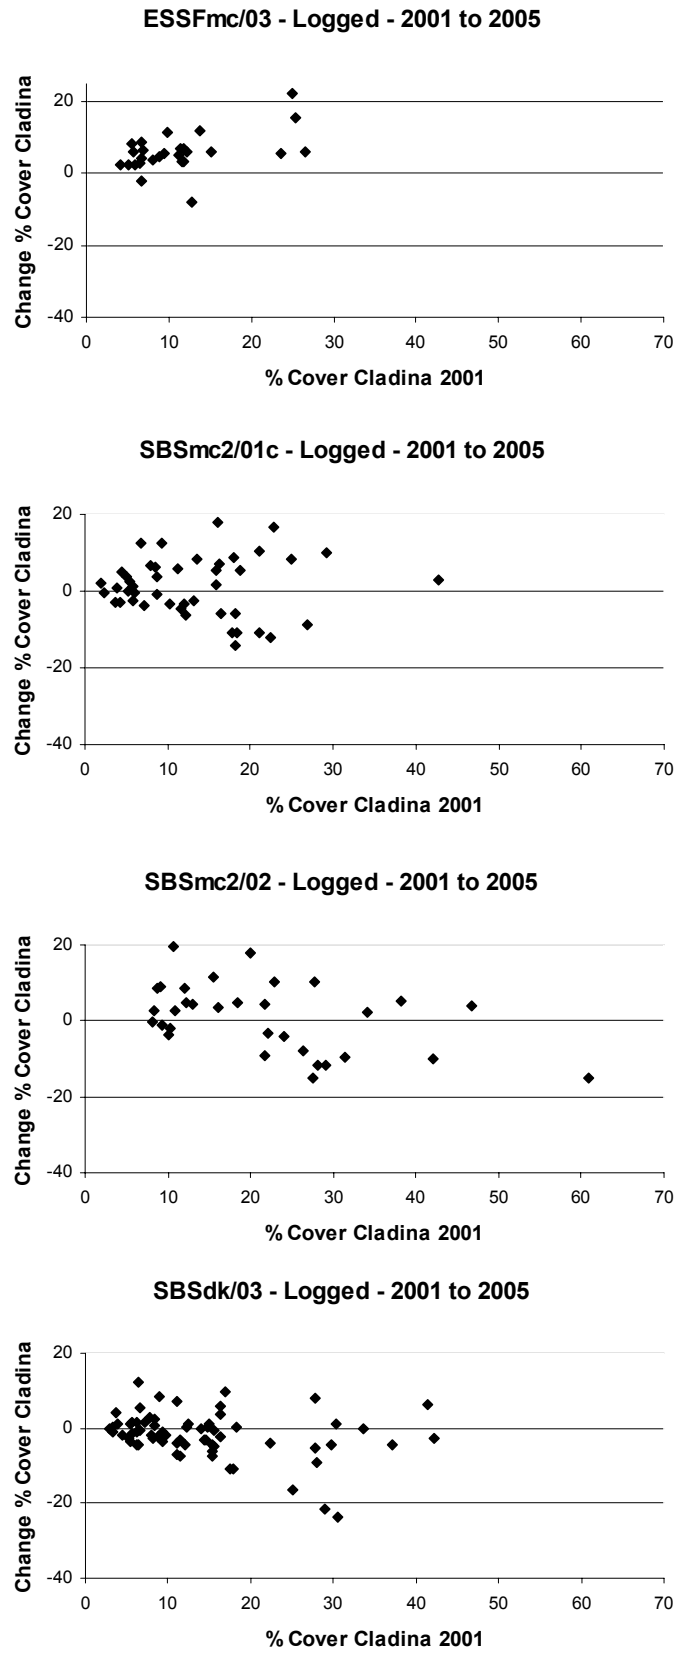 ESSFmc/03 - Logged - 2001 to 2005
Change % Cover Cladina
20
0
-20
-40
0 10 20 30 40 50 60 70
% Cover Cladina 2001
SBSmc2/01c - Logged - 2001 to 2005
Change % Cover Cladina
20
0
-20
-40
0 10 20 30 40 50 60 70
% Cover Cladina 2001
SBSmc2/02 - Logged - 2001 to 2005
Change % Cover Cladina
20
0
-20
-40
0 10 20 30 40 50 60 70
% Cover Cladina 2001
SBSdk/03 - Logged - 2001 to 2005
Change % Cover Cladina
20
0
-20
-40
0 10 20 30 40 50 60 70
% Cover Cladina 2001